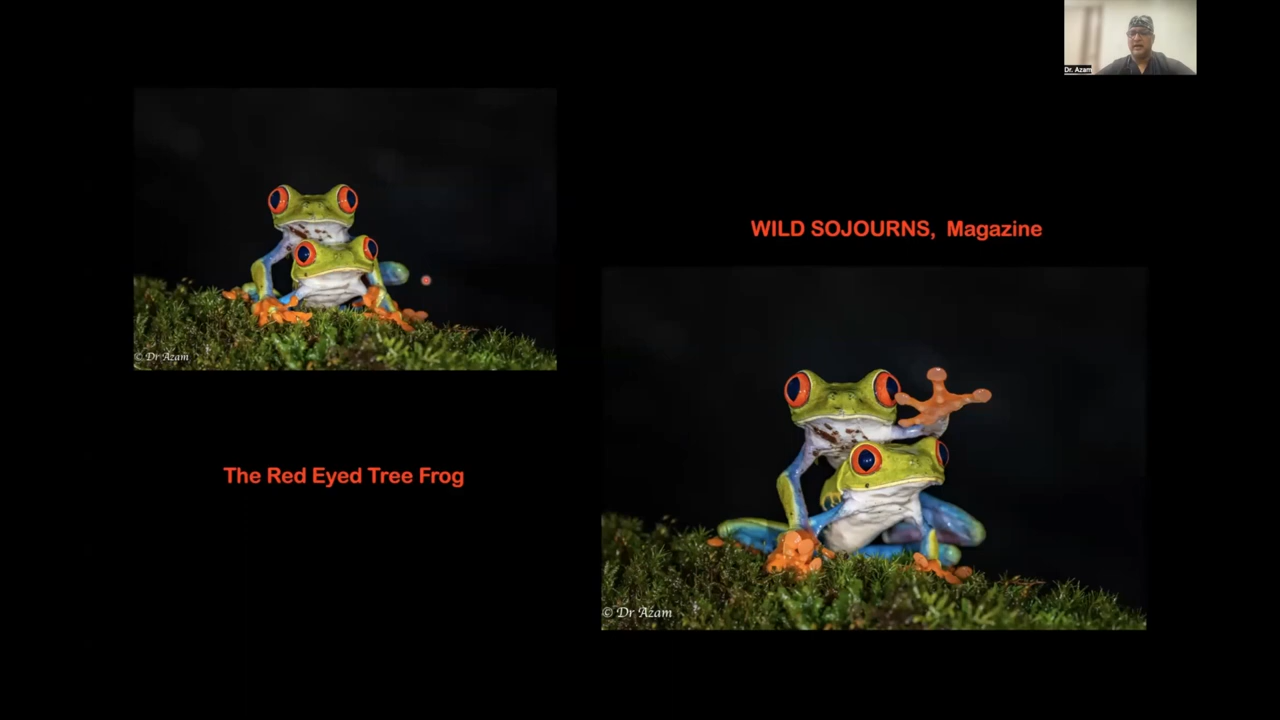 Dr. Azam
WILD SOJOURNS, Magazine
© Dr Azam
The Red Eyed Tree Frog
© Dr Azam